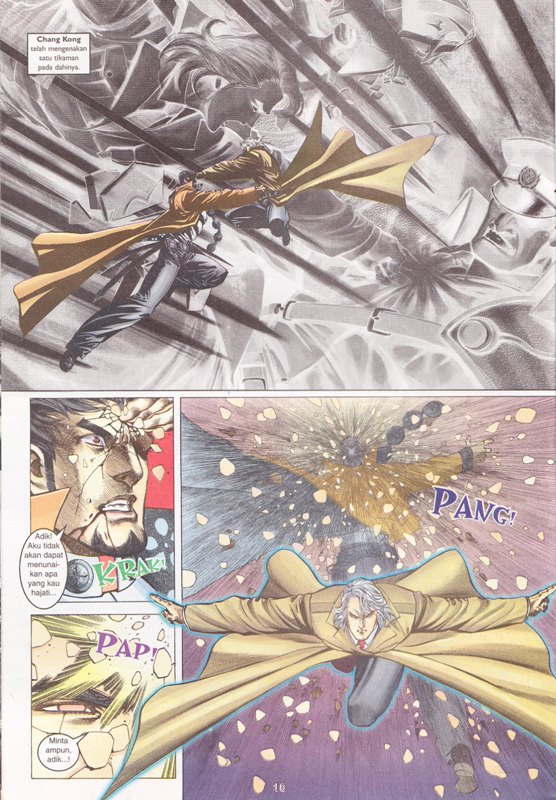 Chang Kong
telah mengenakan
satu tikaman
pada dahinya.
PANG!
Adik!
Aku tidak
akan dapat
menunai-
kan apa
yang kau
hajati...
KRAK!
PAP!
Minta
ampun,
adik...!
16